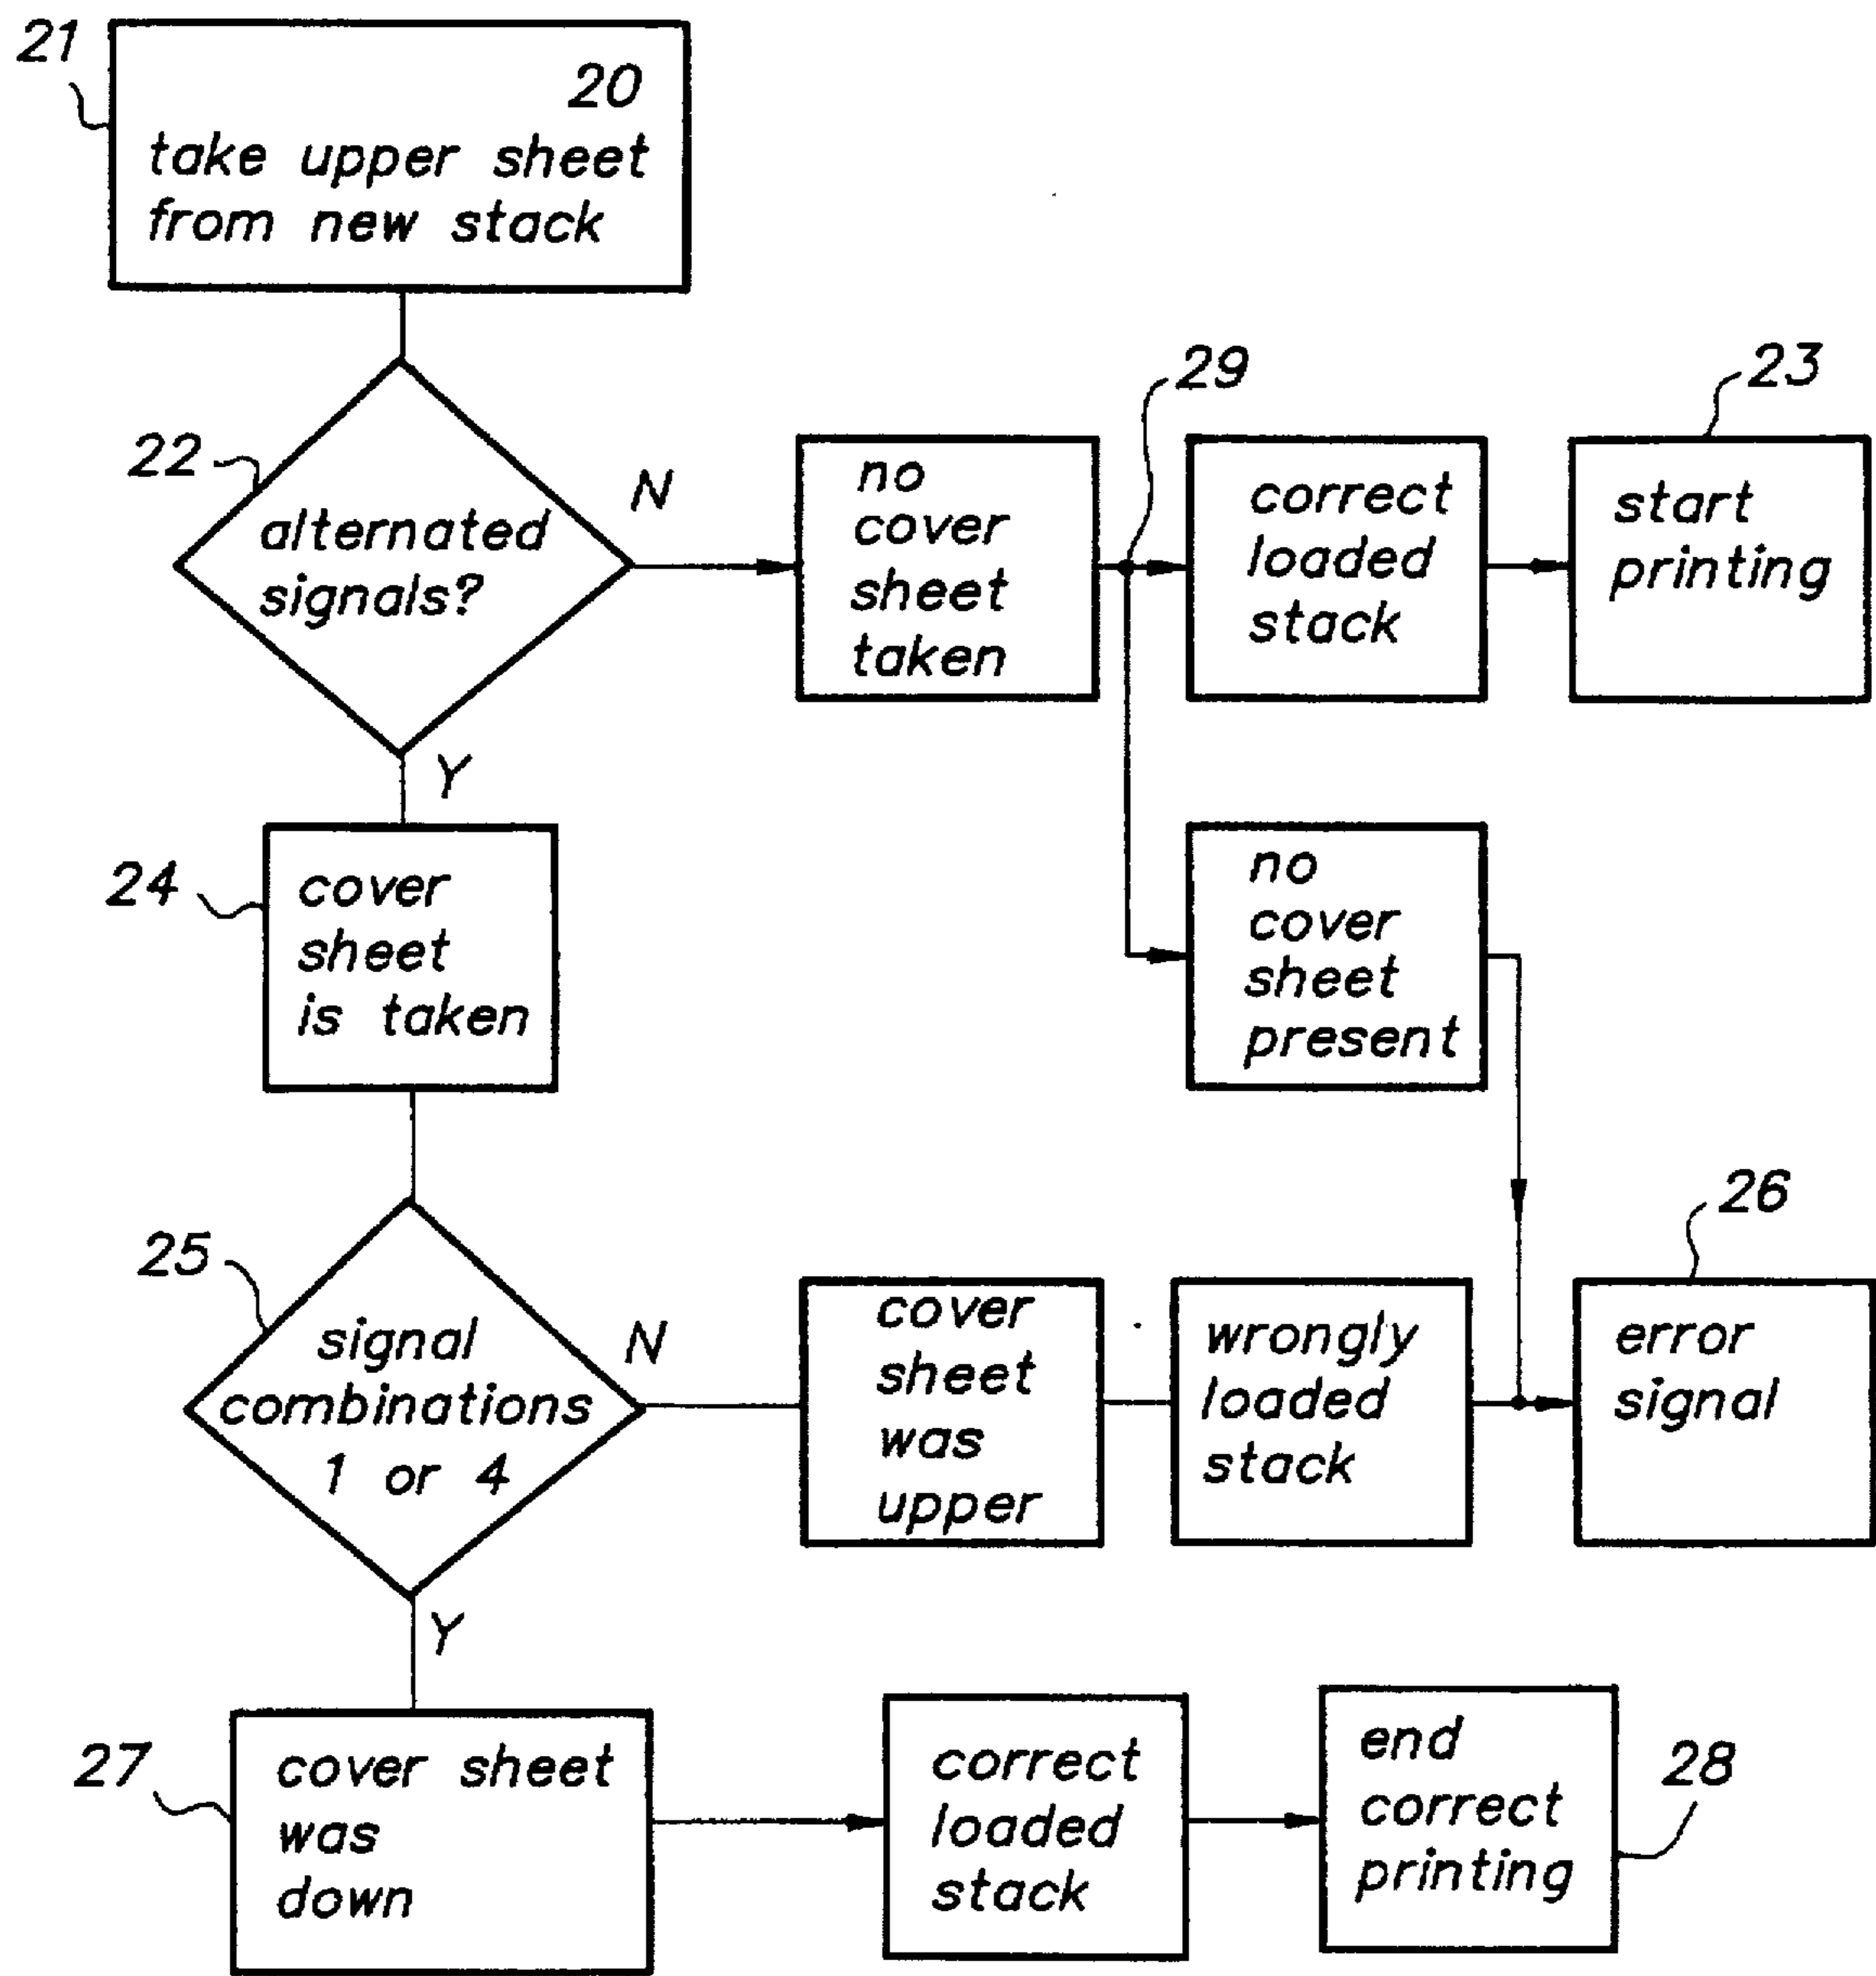 21
20
take upper sheet
from new stack
22
alternated
signals?
N
Y
no
cover
sheet
taken
29
correct
loaded
stack
23
start
printing
24
cover
sheet
is taken
no
cover
sheet
present
25
signal
combinations
1 or 4
N
Y
cover
sheet
was
upper
wrongly
loaded
stack
26
error
signal
27
cover sheet
was
down
correct
loaded
stack
end
correct
printing
28